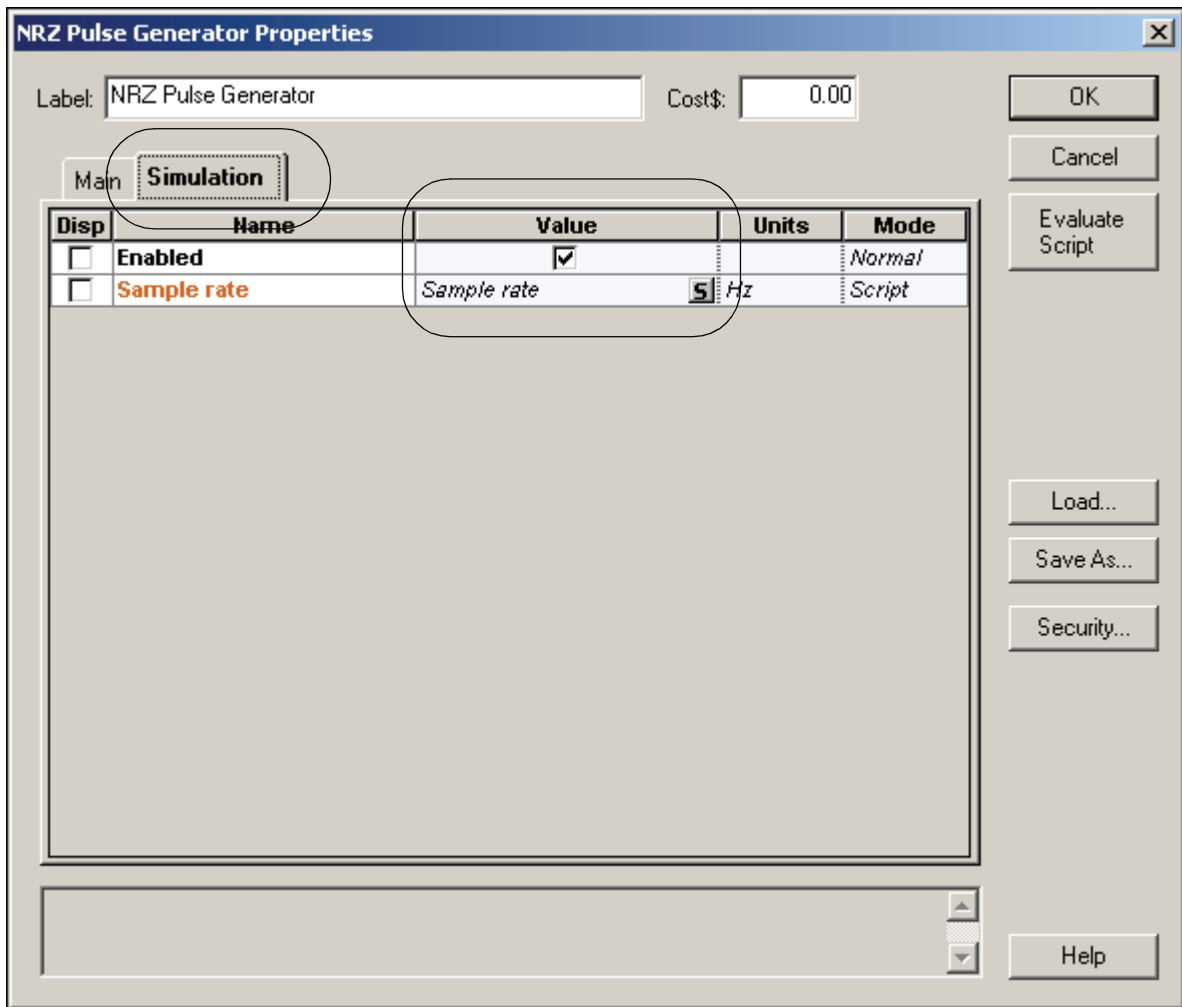 NRZ Pulse Generator Properties
Label: NRZ Pulse Generator Cost$: 0.00
OK
Cancel
Evaluate Script
Main Simulation
Disp Name Value Units Mode
Enabled Normal
Sample rate Sample rate S Hz Script
Load...
Save As...
Security...
Help